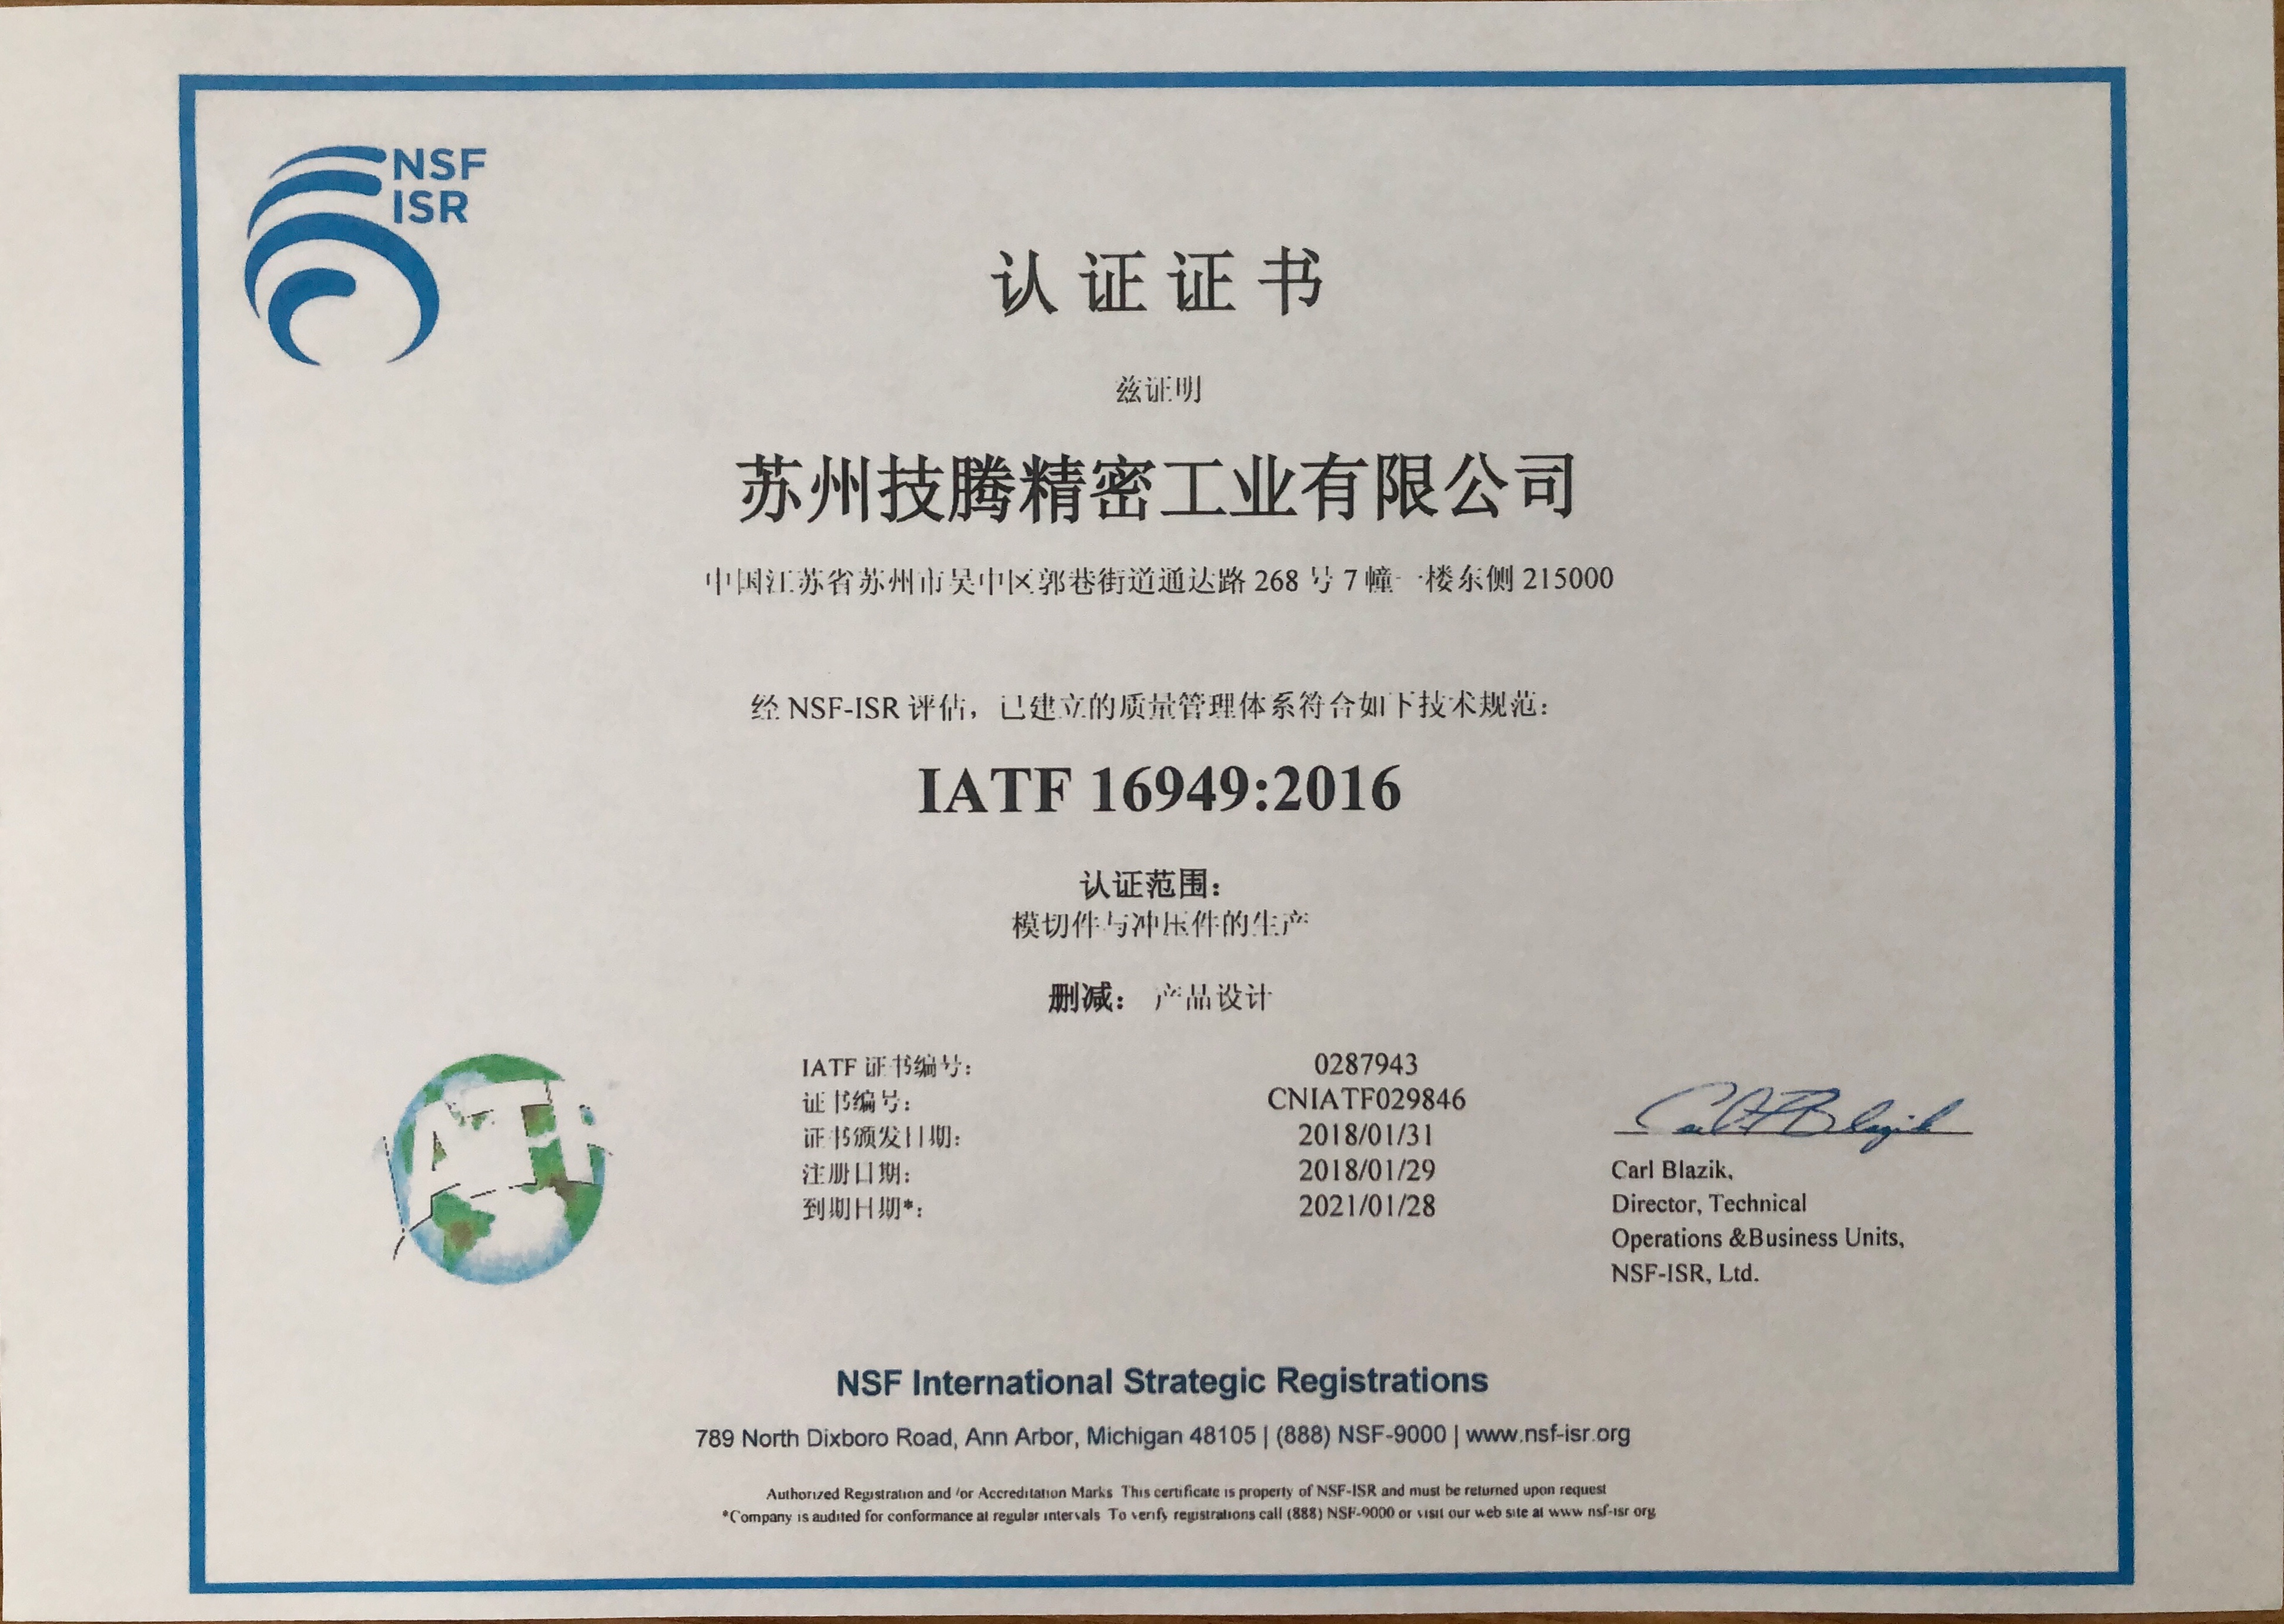 NSF
ISR
认证证书
兹证明
苏州技腾精密工业有限公司
中国江苏省苏州市吴中区郭巷街道通达路 268 号 7 幢一楼东侧 215000
经 NSF-ISR 评估，已建立的质量管理体系符合如下技术规范：
IATF 16949:2016
认证范围：
模切件与冲压件的生产
删减： 产品设计
IATF 证书编号： 0287943
证书编号： CNIATF029846
证书颁发日期： 2018/01/31
注册日期： 2018/01/29
到期日期*： 2021/01/28
Carl Blazik,
Director, Technical
Operations &Business Units,
NSF-ISR, Ltd.
NSF International Strategic Registrations
789 North Dixboro Road, Ann Arbor, Michigan 48105 | (888) NSF-9000 | www.nsf-isr.org
Authorized Registration and /or Accreditation Marks This certificate is property of NSF-ISR and must be returned upon request
*Company is audited for conformance at regular intervals To verify registrations call (888) NSF-9000 or visit our web site at www nsf-isr org